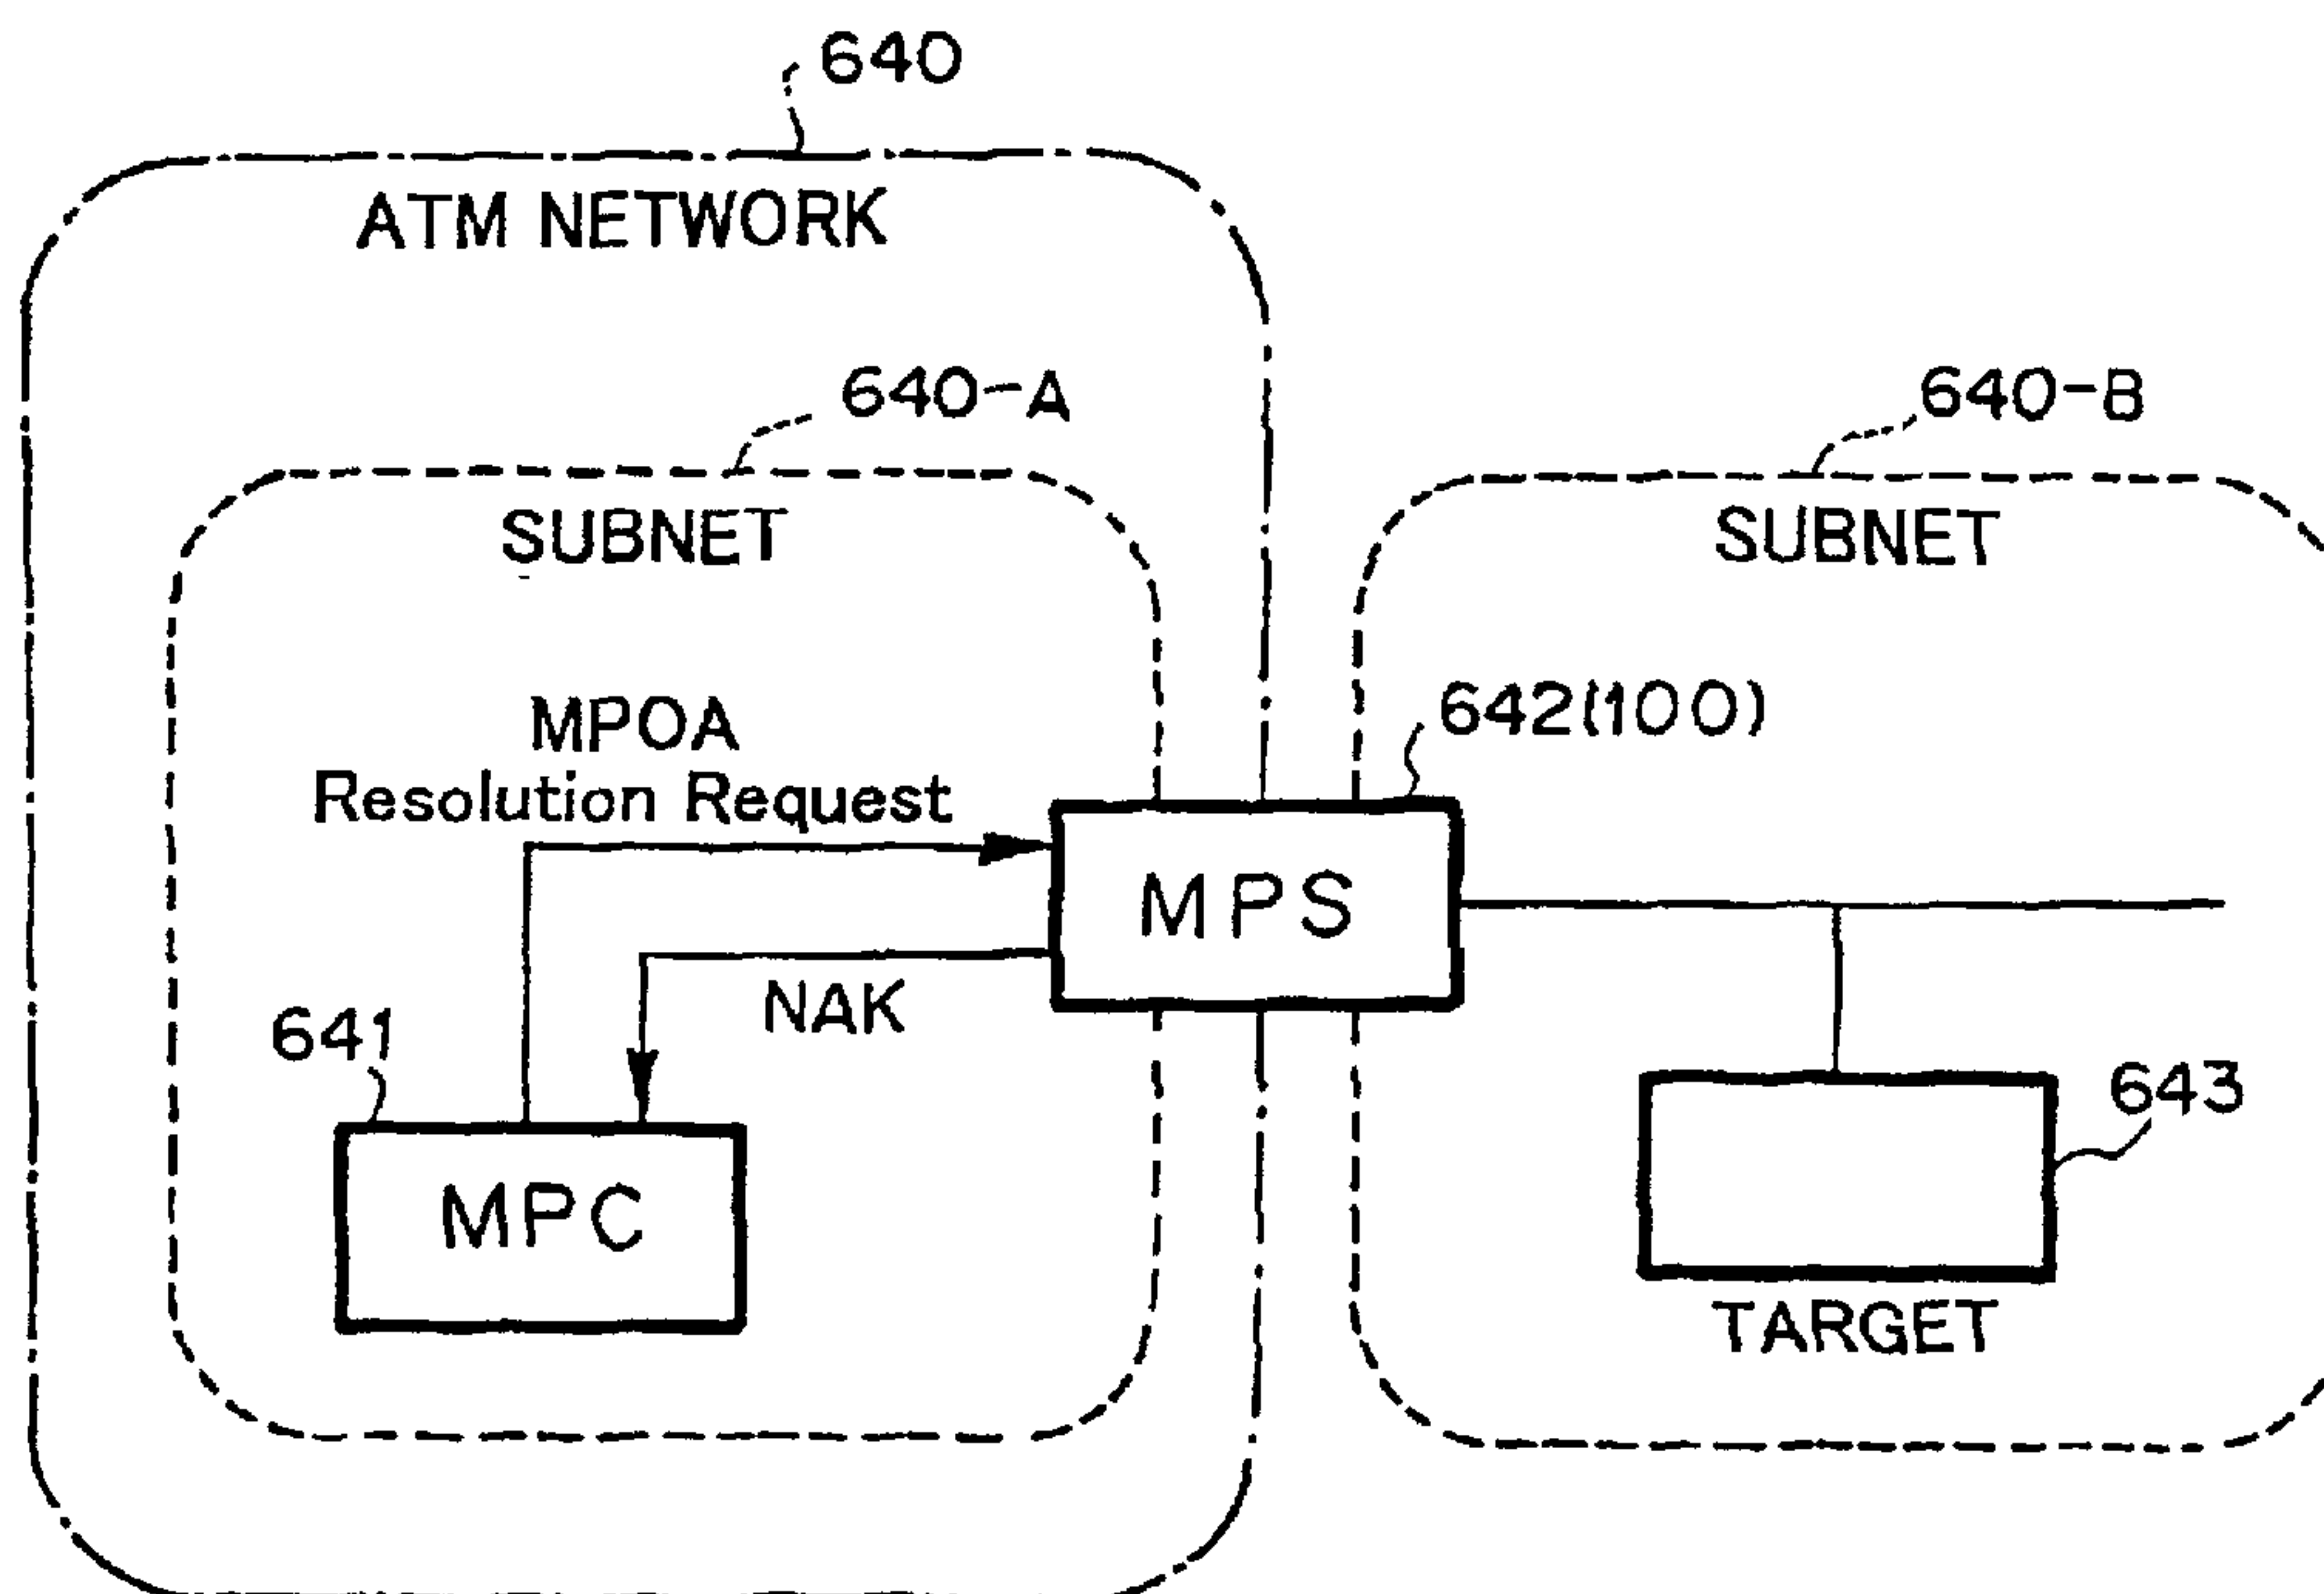 640
ATM NETWORK
640-A
640-B
SUBNET
SUBNET
MPOA
Resolution Request
642(100)
MPS
NAK
641
643
MPC
TARGET